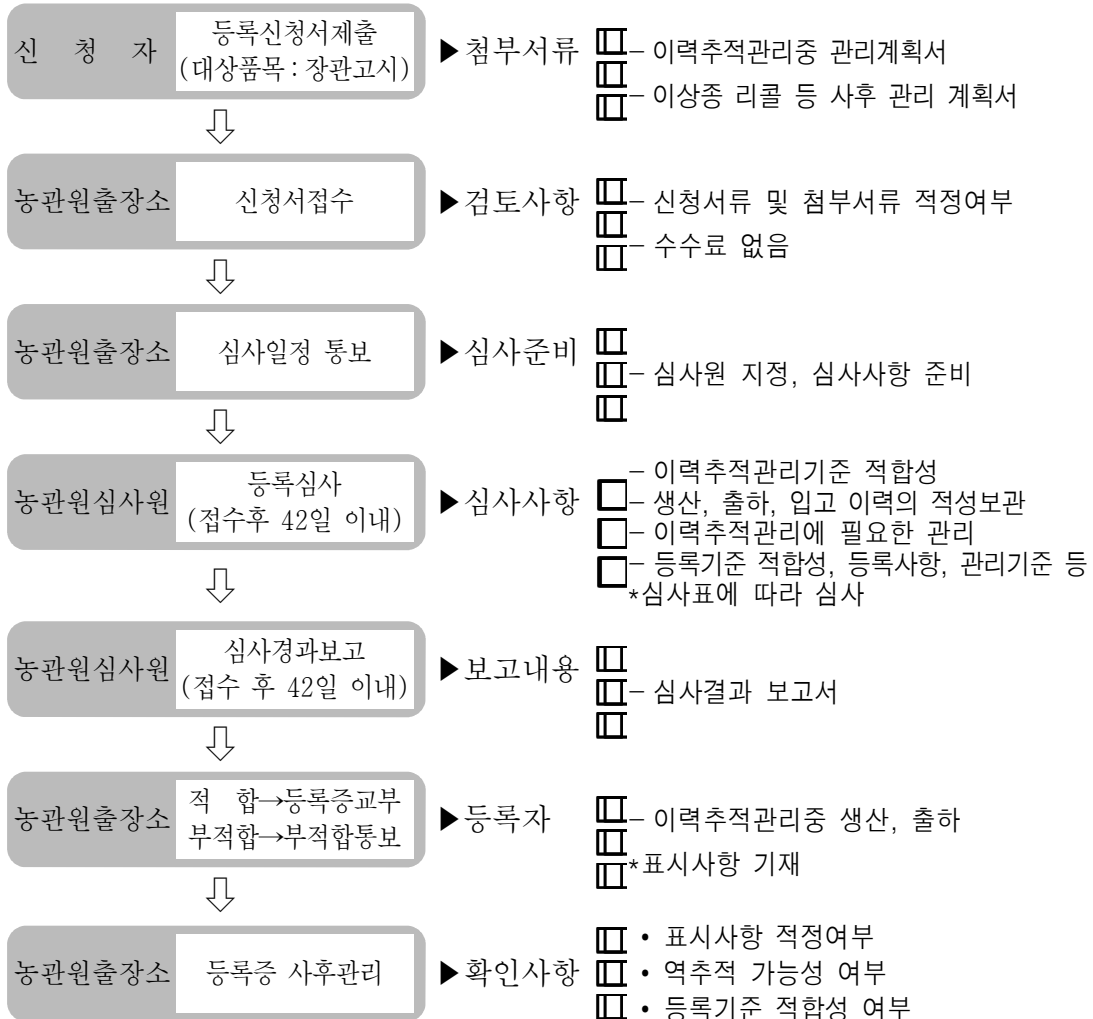 신 청 자
등록신청서제출
(대상품목 : 장관고시)
▶첨부서류
– 이력추적관리중 관리계획서
– 이상종 리콜 등 사후 관리 계획서
농관원출장소
신청서접수
▶검토사항
– 신청서류 및 첨부서류 적정여부
– 수수료 없음
농관원출장소
심사일정 통보
▶심사준비
– 심사원 지정, 심사사항 준비
농관원심사원
등록심사
(접수후 42일 이내)
▶심사사항
– 이력추적관리기준 적합성
– 생산, 출하, 입고 이력의 적성보관
– 이력추적관리에 필요한 관리
– 등록기준 적합성, 등록사항, 관리기준 등
*심사표에 따라 심사
농관원심사원
심사경과보고
(접수 후 42일 이내)
▶보고내용
– 심사결과 보고서
농관원출장소
적 합→등록증교부
부적합→부적합통보
▶등록자
– 이력추적관리중 생산, 출하
*표시사항 기재
농관원출장소
등록증 사후관리
▶확인사항
• 표시사항 적정여부
• 역추적 가능성 여부
• 등록기준 적합성 여부